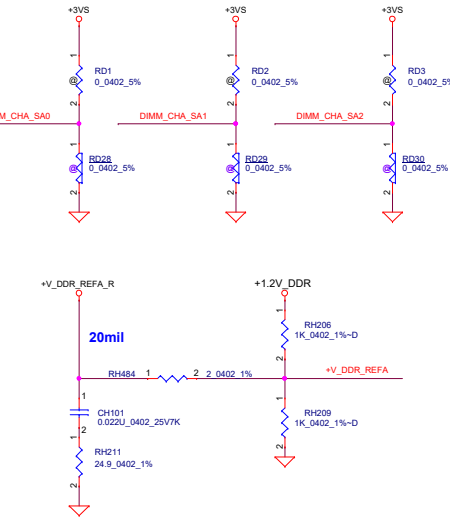 +3VS
+3VS
+3VS
1
@
2
RD1
0_0402_5%
1
@
2
RD2
0_0402_5%
1
@
2
RD3
0_0402_5%
M_CHA_SA0
DIMM_CHA_SA1
DIMM_CHA_SA2
1
@
2
RD28
0_0402_5%
1
@
2
RD29
0_0402_5%
1
@
2
RD30
0_0402_5%
+V_DDR_REFA_R
+1.2V_DDR
20mil
1
2
RH206
1K_0402_1%~D
RH484 1 2 2_0402_1%
+V_DDR_REFA
1
2
CH101
0.022U_0402_25V7K
1
2
RH209
1K_0402_1%~D
1
2
RH211
24.9_0402_1%